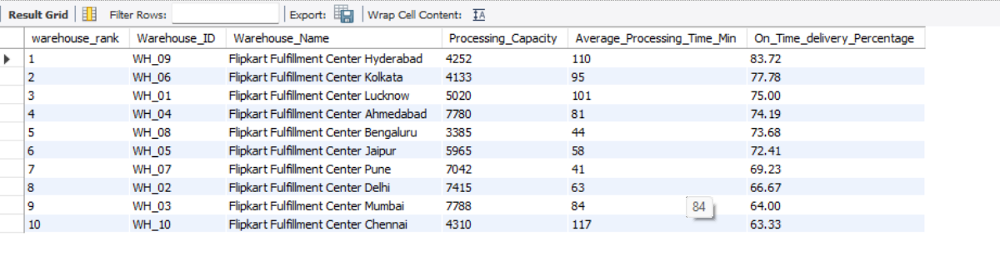 Result Grid Filter Rows: Export: Wrap Cell Content: IA
warehouse_rank Warehouse_ID Warehouse_Name Processing_Capacity Average_Processing_Time_Min On_Time_delivery_Percentage
1 WH_09 Flipkart Fulfillment Center Hyderabad 4252 110 83.72
2 WH_06 Flipkart Fulfillment Center Kolkata 4133 95 77.78
3 WH_01 Flipkart Fulfillment Center Lucknow 5020 101 75.00
4 WH_04 Flipkart Fulfillment Center Ahmedabad 7780 81 74.19
5 WH_08 Flipkart Fulfillment Center Bengaluru 3385 44 73.68
6 WH_05 Flipkart Fulfillment Center Jaipur 5965 58 72.41
7 WH_07 Flipkart Fulfillment Center Pune 7042 41 69.23
8 WH_02 Flipkart Fulfillment Center Delhi 7415 63 66.67
9 WH_03 Flipkart Fulfillment Center Mumbai 7788 84 84 64.00
10 WH_10 Flipkart Fulfillment Center Chennai 4310 117 63.33